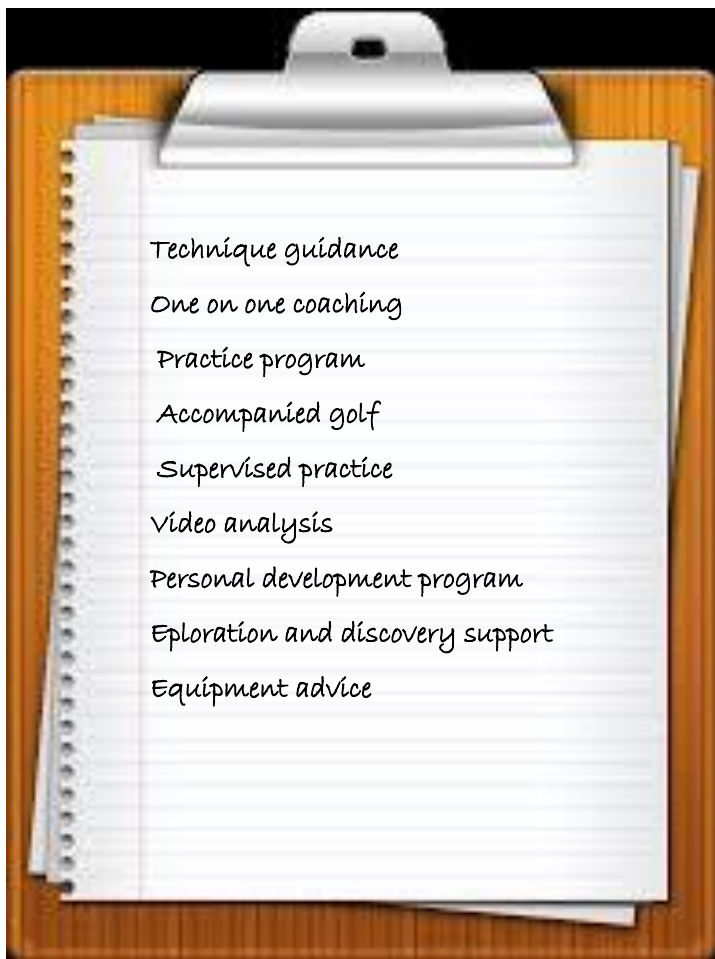 Technique guidance
One on one coaching
Practice program
Accompanied golf
Supervised practice
Video analysis
Personal development program
Eploration and discovery support
Equipment advice